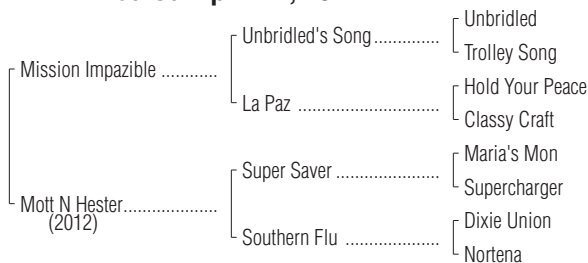 Unbridled
Unbridled's Song..............
Trolley Song
Mission Impazible ............
Hold Your Peace
La Paz ..............................
Classy Craft
Maria's Mon
Super Saver ......................
Supercharger
Mott N Hester....................
(2012)
Dixie Union
Southern Flu ....................
Nortena